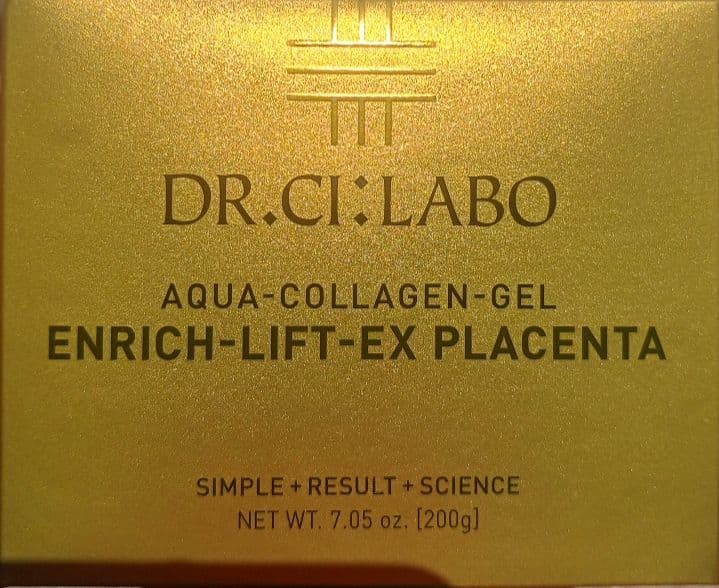 DR.CI:LABO
AQUA-COLLAGEN-GEL
ENRICH-LIFT-EX PLACENTA
SIMPLE + RESULT + SCIENCE
NET WT. 7.05 oz. [200g]